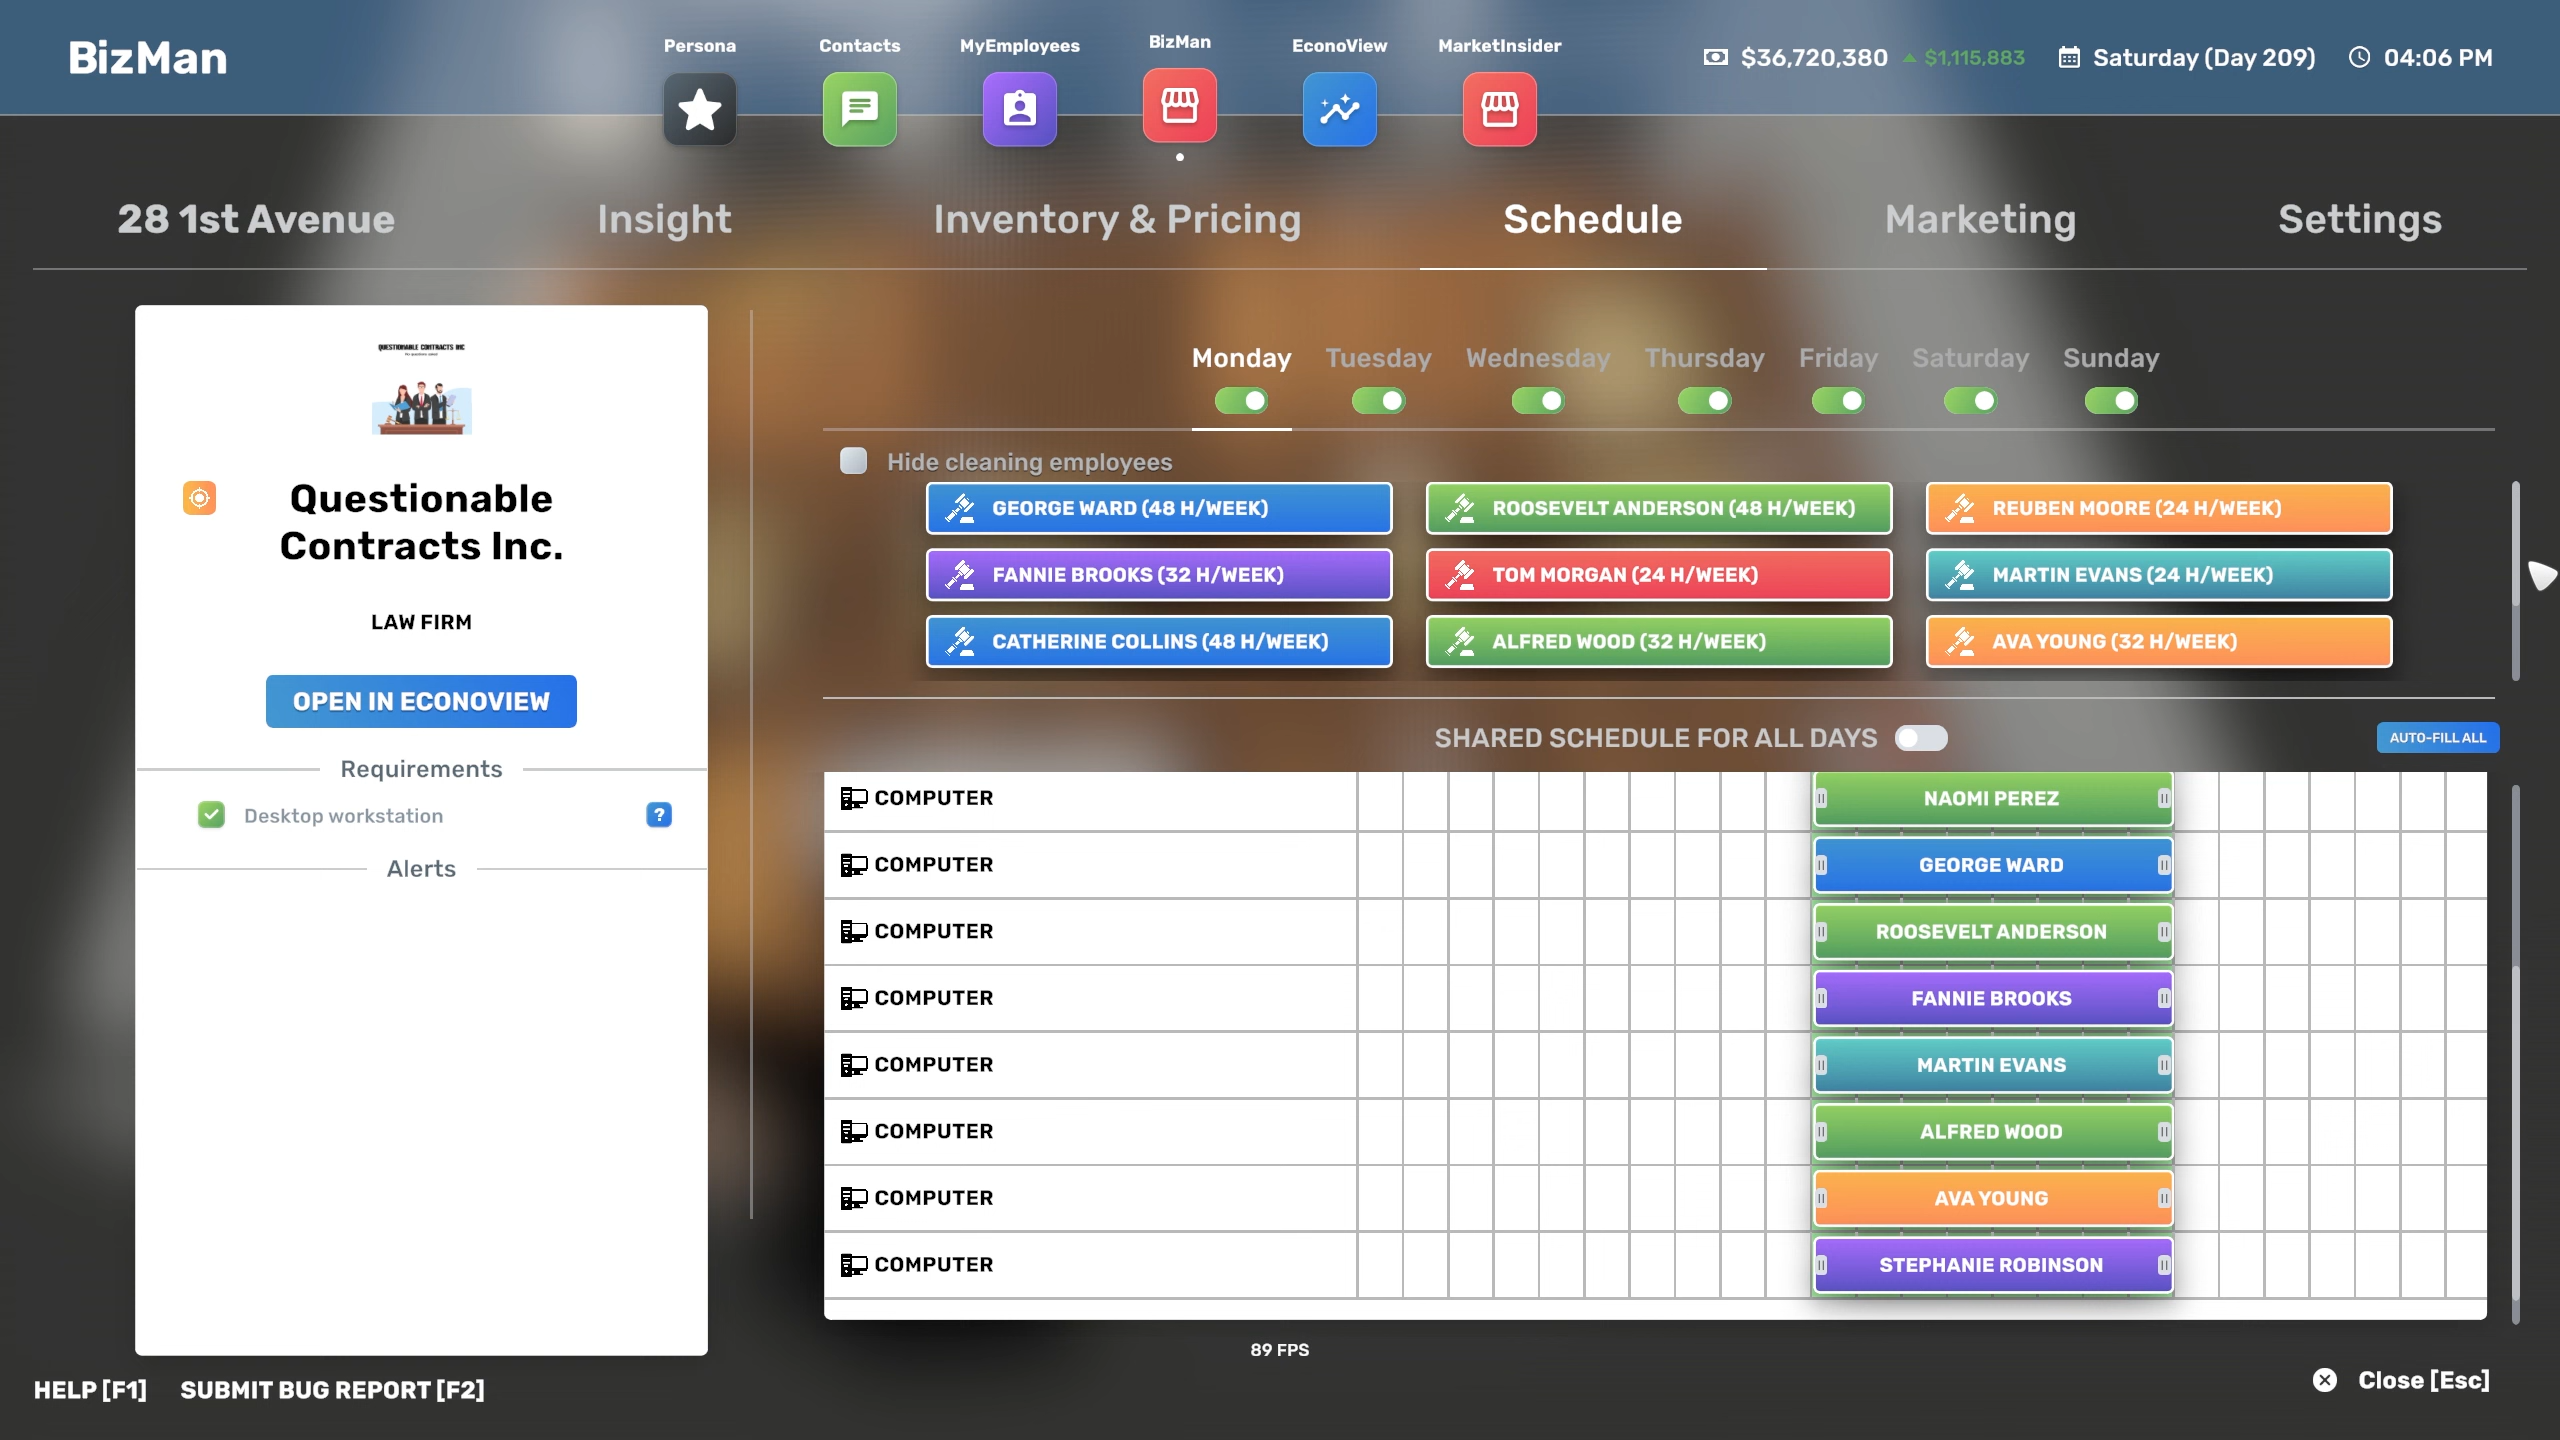 BizMan
Persona
Contacts
MyEmployees
BizMan
EconoView
MarketInsider
$36,720,380
$1,115,883
Saturday (Day 209)
04:06 PM
28 1st Avenue
Insight
Inventory & Pricing
Schedule
Marketing
Settings
QUESTIONABLE CONTRACTS INC
Questionable
Contracts Inc.
LAW FIRM
OPEN IN ECONOVIEW
Requirements
Desktop workstation
?
Alerts
Monday
Tuesday
Wednesday
Thursday
Friday
Saturday
Sunday
Hide cleaning employees
GEORGE WARD (48 H/WEEK)
ROOSEVELT ANDERSON (48 H/WEEK)
REUBEN MOORE (24 H/WEEK)
FANNIE BROOKS (32 H/WEEK)
TOM MORGAN (24 H/WEEK)
MARTIN EVANS (24 H/WEEK)
CATHERINE COLLINS (48 H/WEEK)
ALFRED WOOD (32 H/WEEK)
AVA YOUNG (32 H/WEEK)
SHARED SCHEDULE FOR ALL DAYS
AUTO-FILL ALL
COMPUTER
NAOMI PEREZ
COMPUTER
GEORGE WARD
COMPUTER
ROOSEVELT ANDERSON
COMPUTER
FANNIE BROOKS
COMPUTER
MARTIN EVANS
COMPUTER
ALFRED WOOD
COMPUTER
AVA YOUNG
COMPUTER
STEPHANIE ROBINSON
89 FPS
HELP [F1]
SUBMIT BUG REPORT [F2]
Close [Esc]